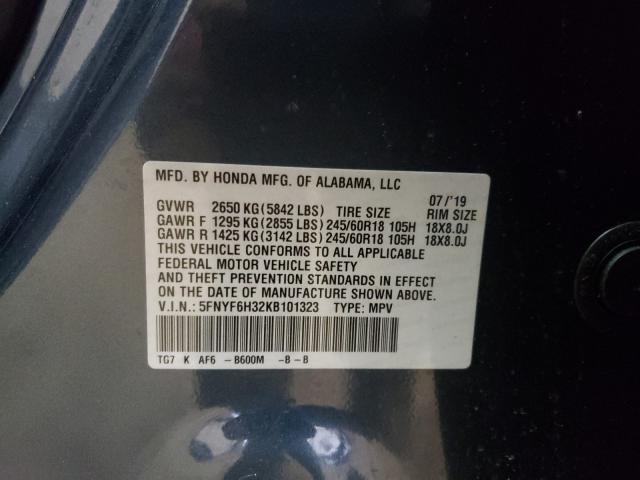 MFD. BY HONDA MFG. OF ALABAMA, LLC 07/'19
GVWR 2650 KG(5842 LBS) TIRE SIZE RIM SIZE
GAWR F 1295 KG(2855 LBS) 245/60R18 105H 18X8.0J
GAWR R 1425 KG(3142 LBS) 245/60R18 105H 18X8.0J
THIS VEHICLE CONFORMS TO ALL APPLICABLE
FEDERAL MOTOR VEHICLE SAFETY
AND THEFT PREVENTION STANDARDS IN EFFECT
ON THE DATE OF MANUFACTURE SHOWN ABOVE.
V.I.N.: 5FNYF6H32KB101323 TYPE: MPV
TG7 K AF6 -B600M -B-B